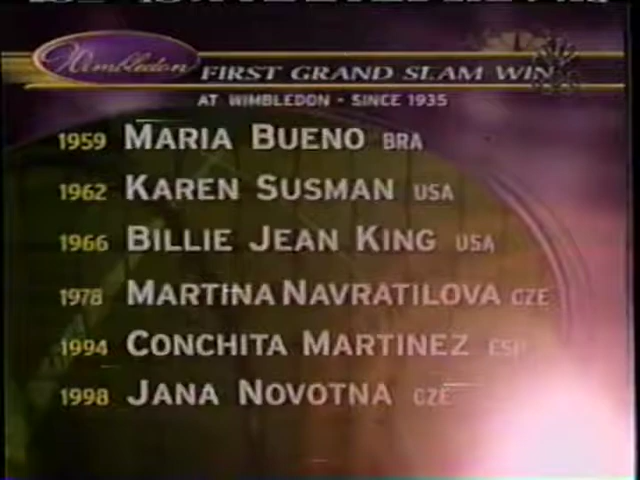 Wimbledon
FIRST GRAND SLAM WIN
AT WIMBLEDON - SINCE 1935
1959 MARIA BUENO BRA
1962 KAREN SUSMAN USA
1966 BILLIE JEAN KING USA
1978 MARTINA NAVRATILOVA CZE
1994 CONCHITA MARTINEZ ESP
1998 JANA NOVOTNA CZE